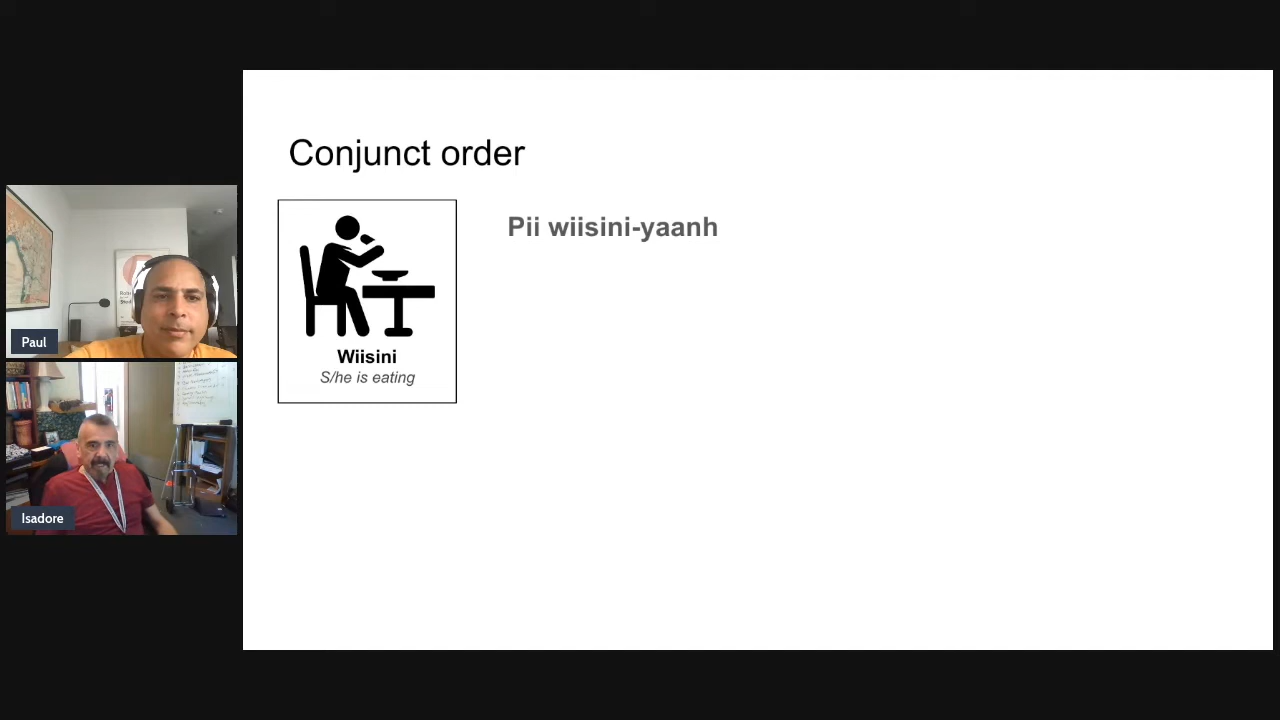 Conjunct order
Pii wiisini-yaanh
Wiisini
S/he is eating
Paul
Isadore